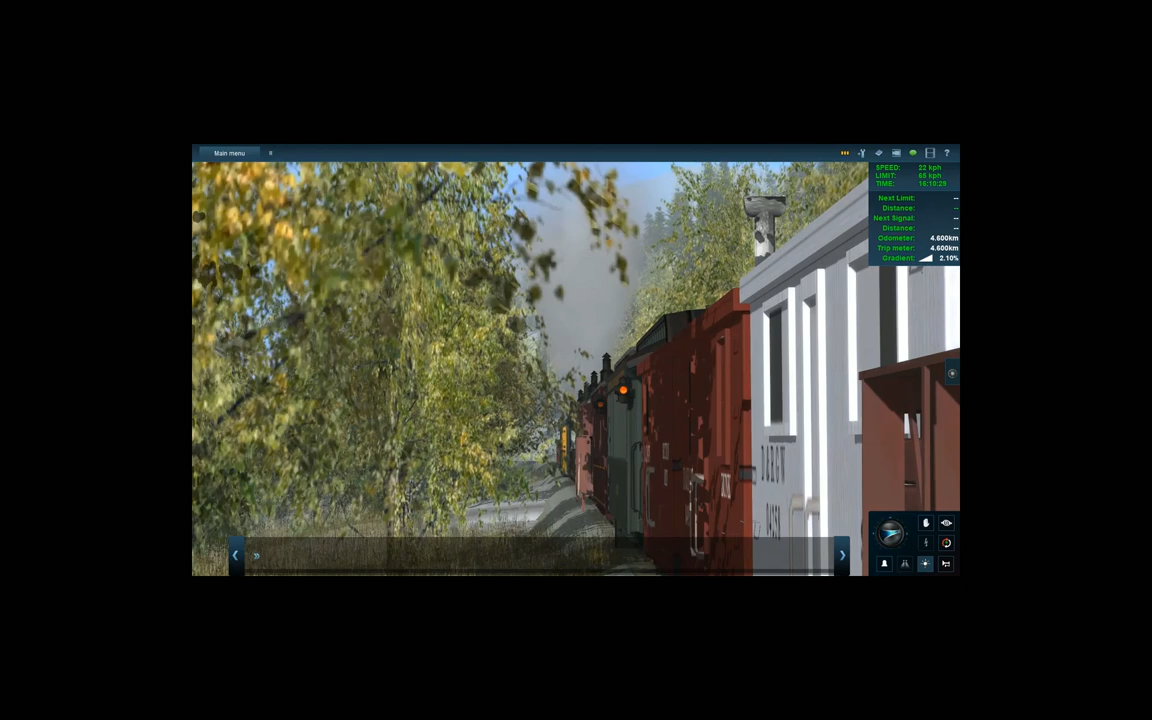 Main menu
?
SPEED: 22 kph
LIMIT: 65 kph
TIME: 16:10:29
Next Limit: --
Distance: --
Next Signal: --
Distance: --
Odometer: 4.600km
Trip meter: 4.600km
Gradient: 2.10%